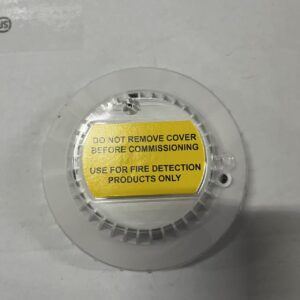 DO NOT REMOVE COVER
BEFORE COMMISSIONING
USE FOR FIRE DETECTION
PRODUCTS ONLY